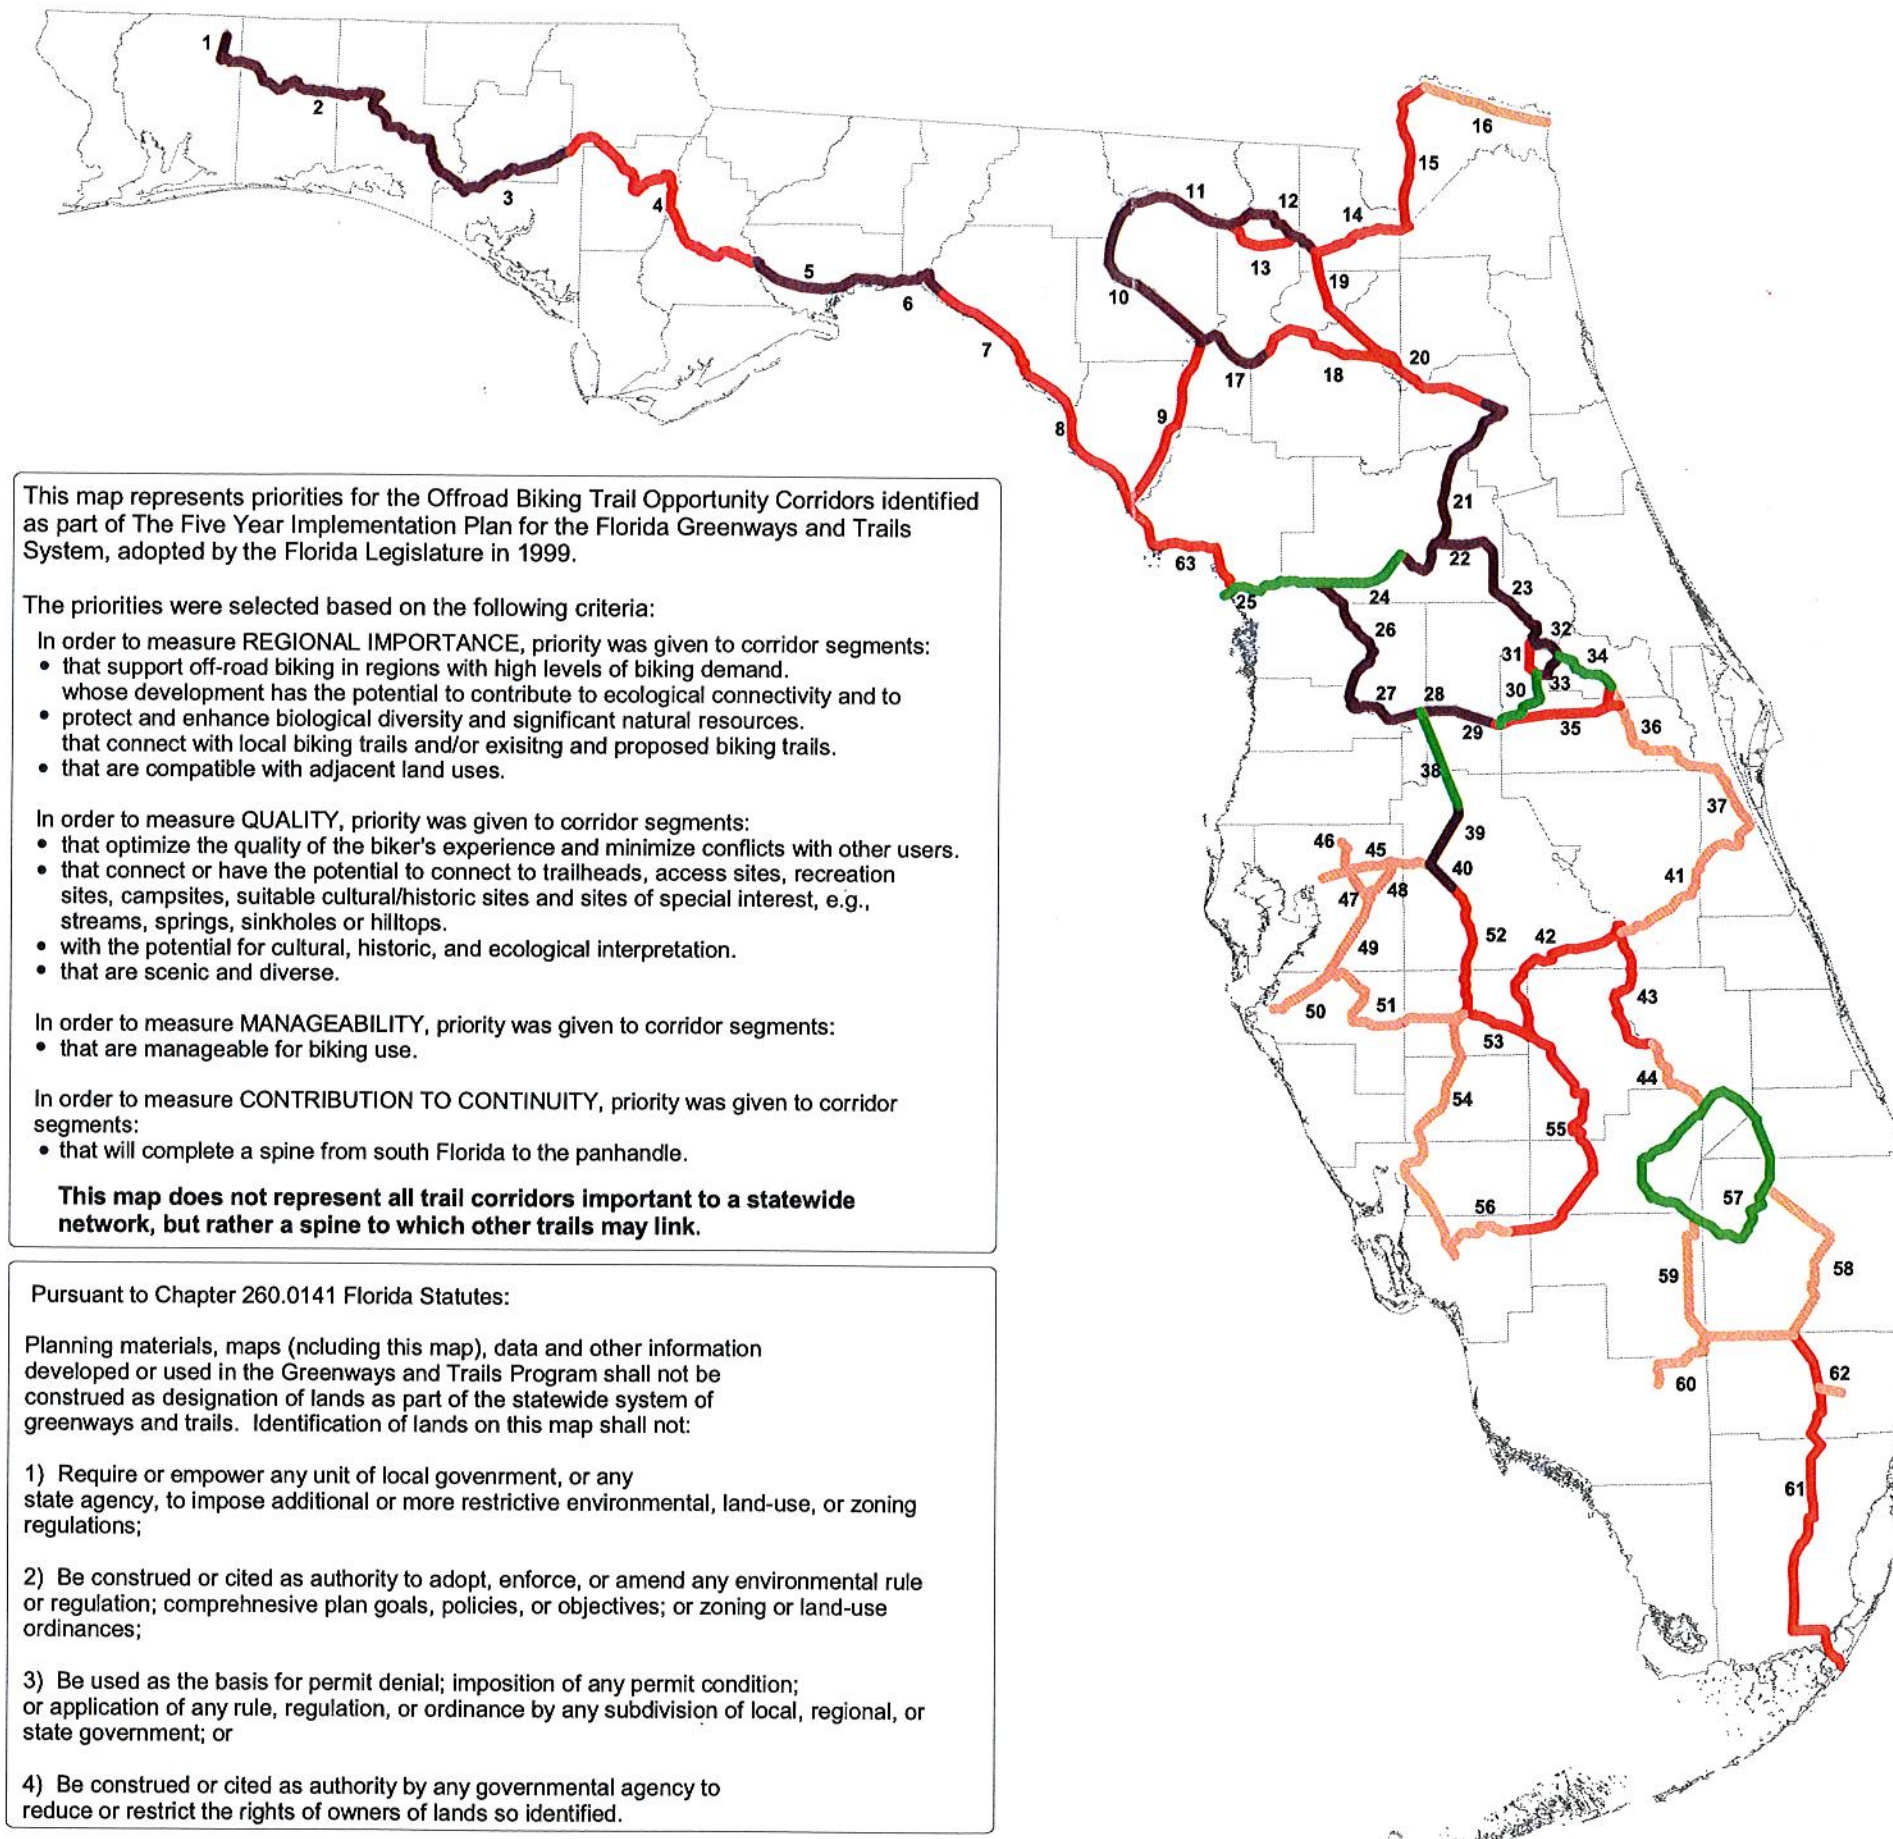 This map represents priorities for the Offroad Biking Trail Opportunity Corridors identified
as part of The Five Year Implementation Plan for the Florida Greenways and Trails
System, adopted by the Florida Legislature in 1999.
The priorities were selected based on the following criteria:
In order to measure REGIONAL IMPORTANCE, priority was given to corridor segments:
• that support off-road biking in regions with high levels of biking demand.
whose development has the potential to contribute to ecological connectivity and to
• protect and enhance biological diversity and significant natural resources.
that connect with local biking trails and/or exisitng and proposed biking trails.
• that are compatible with adjacent land uses.
In order to measure QUALITY, priority was given to corridor segments:
• that optimize the quality of the biker's experience and minimize conflicts with other users.
• that connect or have the potential to connect to trailheads, access sites, recreation
sites, campsites, suitable cultural/historic sites and sites of special interest, e.g.,
streams, springs, sinkholes or hilltops.
• with the potential for cultural, historic, and ecological interpretation.
• that are scenic and diverse.
In order to measure MANAGEABILITY, priority was given to corridor segments:
• that are manageable for biking use.
In order to measure CONTRIBUTION TO CONTINUITY, priority was given to corridor
segments:
• that will complete a spine from south Florida to the panhandle.
This map does not represent all trail corridors important to a statewide
network, but rather a spine to which other trails may link.
Pursuant to Chapter 260.0141 Florida Statutes:
Planning materials, maps (ncluding this map), data and other information
developed or used in the Greenways and Trails Program shall not be
construed as designation of lands as part of the statewide system of
greenways and trails. Identification of lands on this map shall not:
1) Require or empower any unit of local govenrment, or any
state agency, to impose additional or more restrictive environmental, land-use, or zoning
regulations;
2) Be construed or cited as authority to adopt, enforce, or amend any environmental rule
or regulation; comprehnesive plan goals, policies, or objectives; or zoning or land-use
ordinances;
3) Be used as the basis for permit denial; imposition of any permit condition;
or application of any rule, regulation, or ordinance by any subdivision of local, regional, or
state government; or
4) Be construed or cited as authority by any governmental agency to
reduce or restrict the rights of owners of lands so identified.
1
2
3
4
5
6
7
8
9
10
11
12
13
14
15
16
17
18
19
20
21
22
23
24
25
26
27
28
29
30
31
32
33
34
35
36
37
38
39
40
41
42
43
44
45
46
47
48
49
50
51
52
53
54
55
56
57
58
59
60
61
62
63